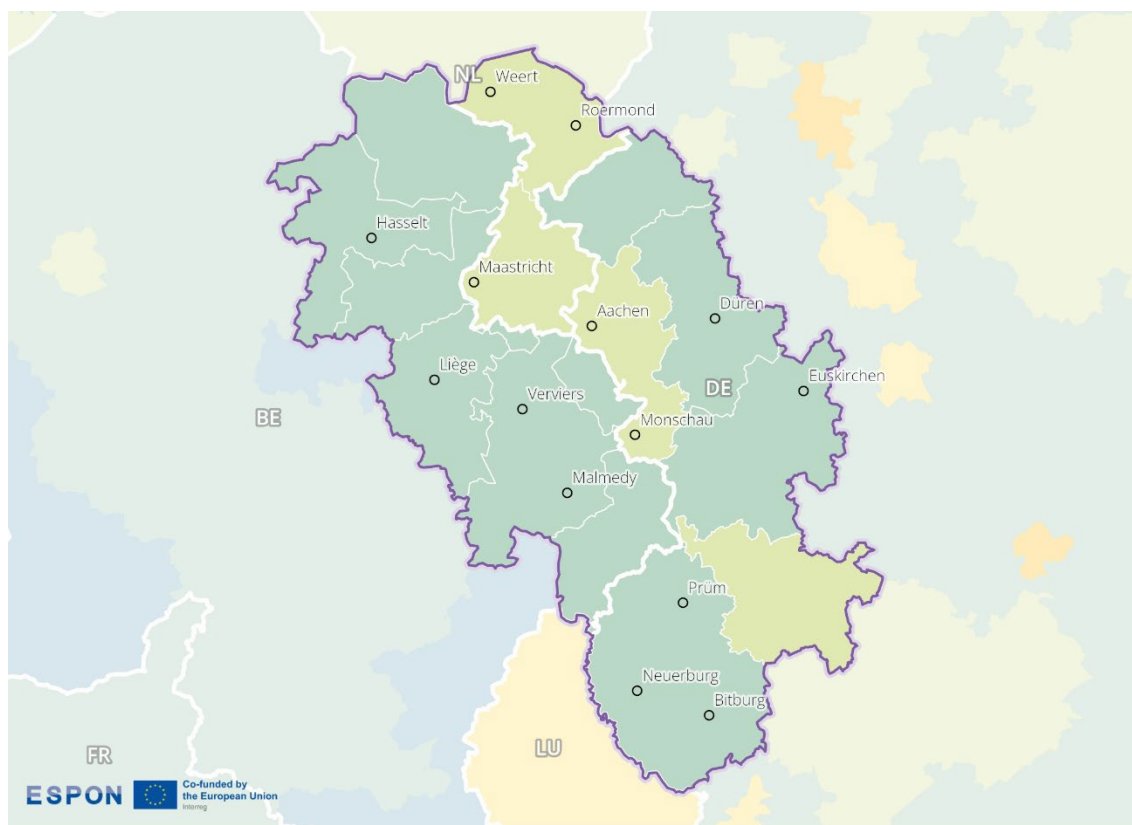 NL
Weert
Roermond
Hasselt
Maastricht
Aachen
Düren
Liège
Verviers
DE
Euskirchen
BE
Monschau
Malmedy
Prüm
Neuerburg
Bitburg
LU
FR
ESPON
Co-funded by
the European Union
Interreg